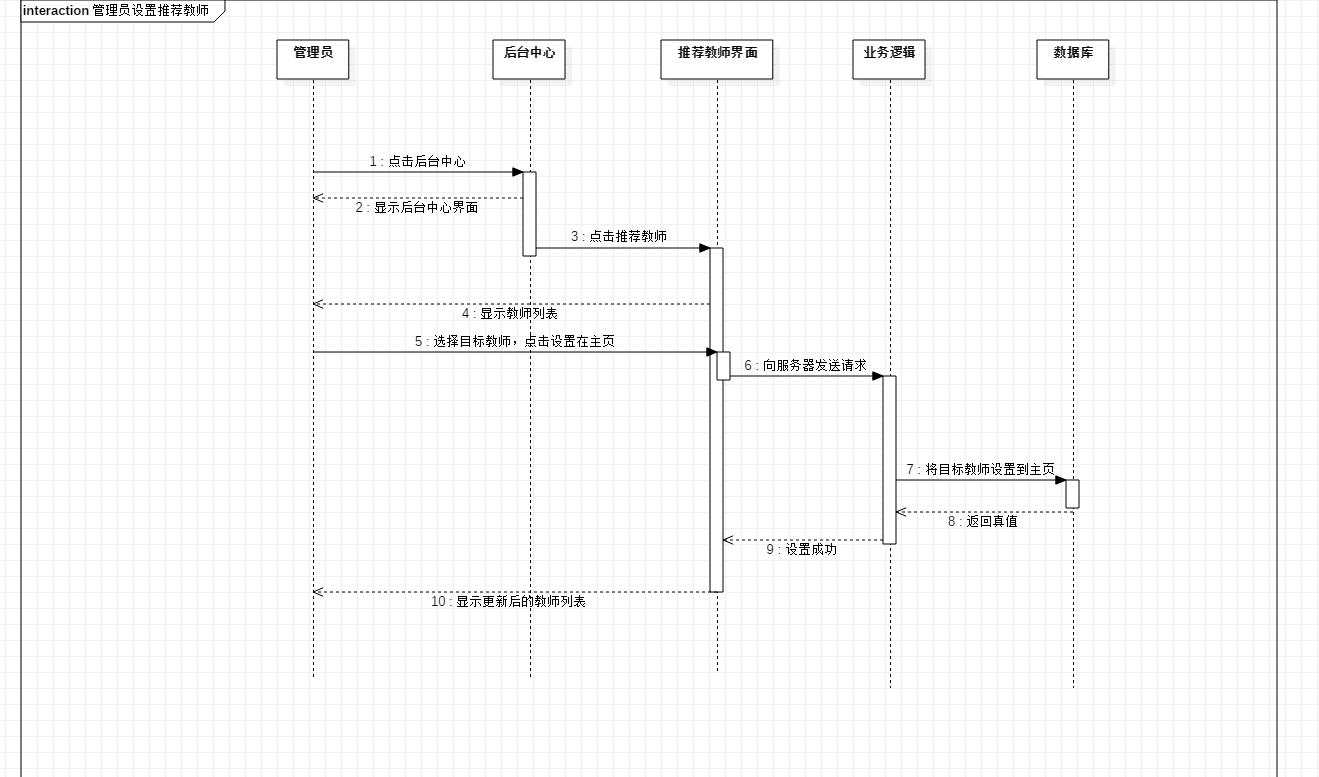 interaction 管理员设置推荐教师
管理员
后台中心
推荐教师界面
业务逻辑
数据库
1 : 点击后台中心
2 : 显示后台中心界面
3 : 点击推荐教师
4 : 显示教师列表
5 : 选择目标教师，点击设置在主页
6 : 向服务器发送请求
7 : 将目标教师设置到主页
8 : 返回真值
9 : 设置成功
10 : 显示更新后的教师列表